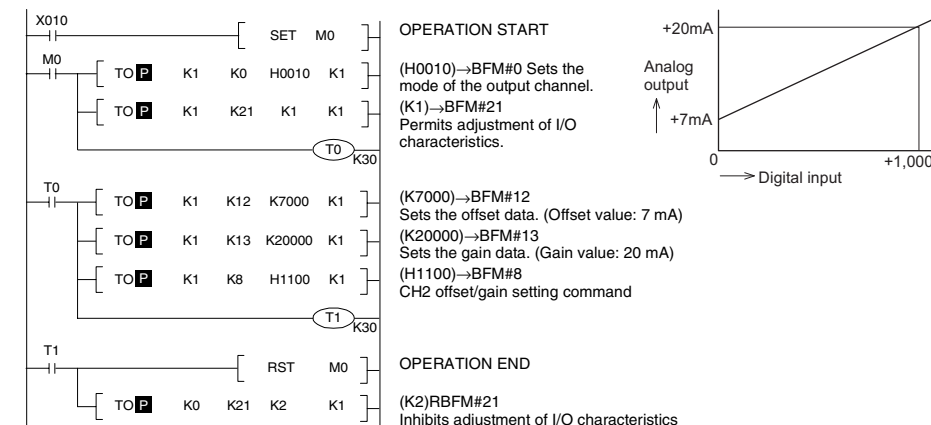 X010
SET M0
OPERATION START
M0
TO P K1 K0 H0010 K1
(H0010)→BFM#0 Sets the
mode of the output channel.
TO P K1 K21 K1 K1
(K1)→BFM#21
Permits adjustment of I/O
characteristics.
T0
K30
+20mA
Analog
output
+7mA
0
+1,000
Digital input
T0
TO P K1 K12 K7000 K1
(K7000)→BFM#12
Sets the offset data. (Offset value: 7 mA)
TO P K1 K13 K20000 K1
(K20000)→BFM#13
Sets the gain data. (Gain value: 20 mA)
TO P K1 K8 H1100 K1
(H1100)→BFM#8
CH2 offset/gain setting command
T1
K30
T1
RST M0
OPERATION END
TO P K0 K21 K2 K1
(K2)RBFM#21
Inhibits adjustment of I/O characteristics